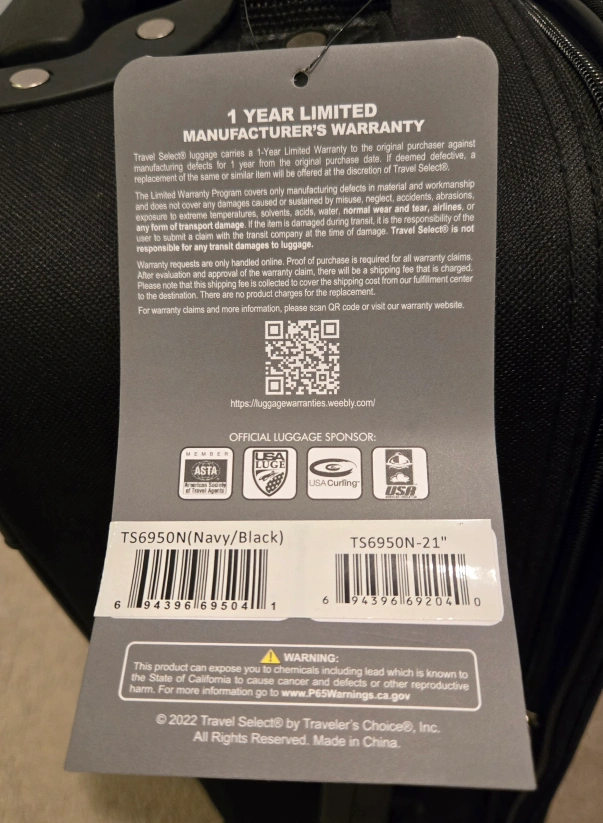 1 YEAR LIMITED
MANUFACTURER'S WARRANTY
Travel Select® luggage carries a 1-Year Limited Warranty to the original purchaser against
manufacturing defects for 1 year from the original purchase date. If deemed defective, a
replacement of the same or similar item will be offered at the discretion of Travel Select®.
The Limited Warranty Program covers only manufacturing defects in material and workmanship
and does not cover any damages caused or sustained by misuse, neglect, accidents, abrasions,
exposure to extreme temperatures, solvents, acids, water, normal wear and tear, airlines, or
any form of transport damage. If the item is damaged during transit, it is the responsibility of the
user to submit a claim with the transit company at the time of damage. Travel Select® is not
responsible for any transit damages to luggage.
Warranty requests are only handled online. Proof of purchase is required for all warranty claims.
After evaluation and approval of the warranty claim, there will be a shipping fee that is charged.
Please note that this shipping fee is collected to cover the shipping cost from our fulfillment center
to the destination. There are no product charges for the replacement.
For warranty claims and more information, please scan QR code or visit our warranty website.
https://luggagewarranties.weebly.com/
OFFICIAL LUGGAGE SPONSOR:
MEMBER
ASTA
American Society
of Travel Agents
USA
LUGE
USA Curling
USA
TS6950N(Navy/Black)
6 94396 69504 1
TS6950N-21"
6 94396 69204 0
WARNING:
This product can expose you to chemicals including lead which is known to
the State of California to cause cancer and defects or other reproductive
harm. For more information go to www.P65Warnings.ca.gov
© 2022 Travel Select® by Traveler's Choice®, Inc.
All Rights Reserved. Made in China.